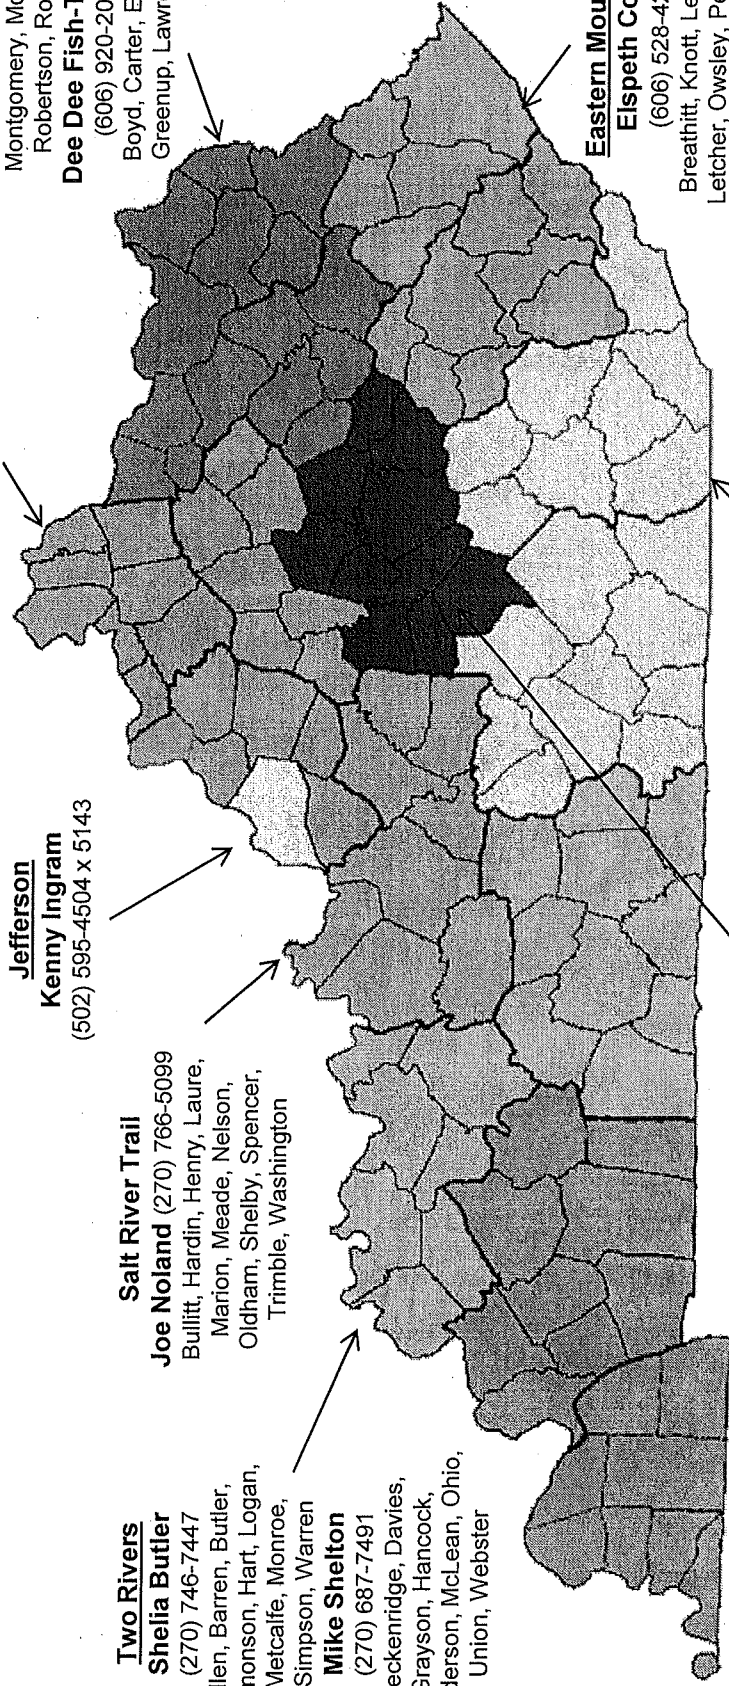 Two Rivers
Shelia Butler
(270) 746-7447
llen, Barren, Butler,
monson, Hart, Logan,
Metcalfe, Monroe,
Simpson, Warren
Mike Shelton
(270) 687-7491
eckenridge, Davies,
Grayson, Hancock,
derson, McLean, Ohio,
Union, Webster
Salt River Trail
Joe Noland (270) 766-5099
Bullitt, Hardin, Henry, Laure,
Marion, Meade, Nelson,
Oldham, Shelby, Spencer,
Trimble, Washington
Jefferson
Kenny Ingram
(502) 595-4504 x 5143
Montgomery, Mo
Robertson, Ro
Dee Dee Fish-T
(606) 920-20
Boyd, Carter, E
Greenup, Lawr
Eastern Mou
Elspeth Co
(606) 528-42
Breathitt, Knott, Le
Letcher, Owsley, Pe